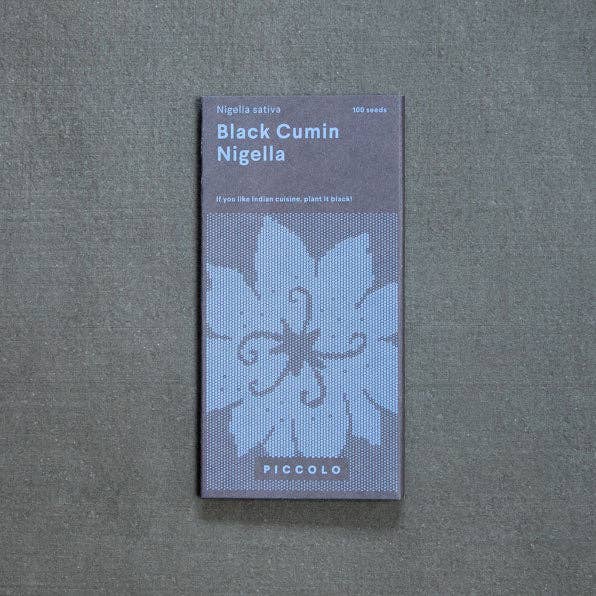 Nigella sativa 100 seeds
Black Cumin
Nigella
If you like Indian cuisine, plant it black!
PICCOLO